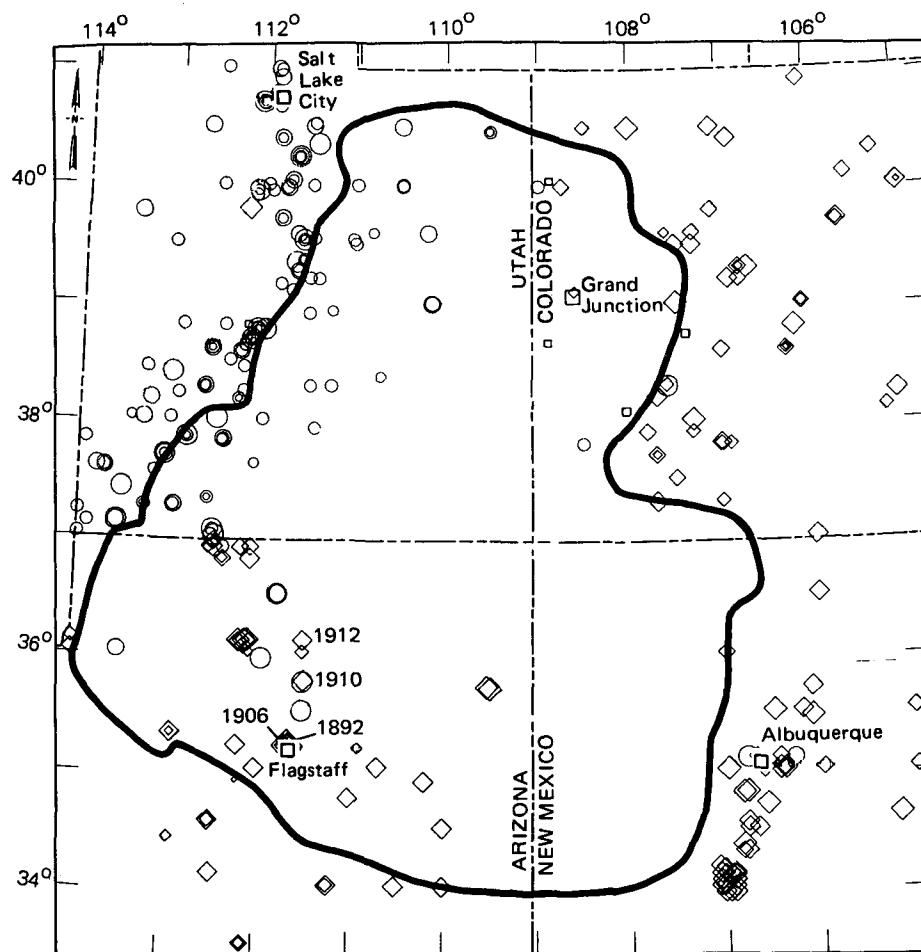 114° 112° 110° 108° 106°
Salt
Lake
City
N
40°
UTAH
COLORADO
Grand
Junction
38°
36°
1912
1910
1906 1892
Flagstaff
Albuquerque
ARIZONA
NEW MEXICO
34°